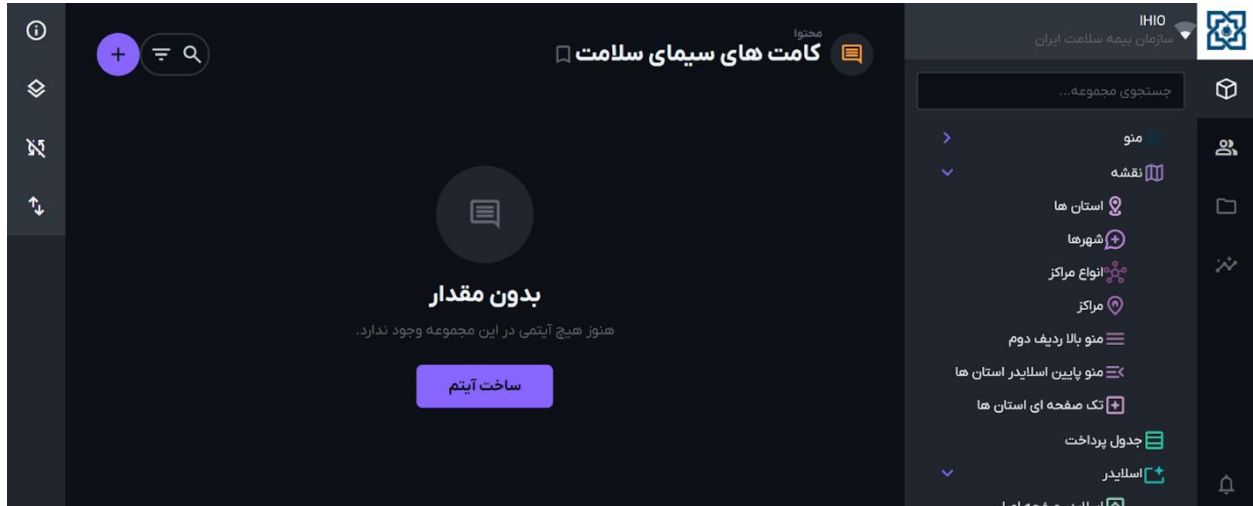 IHIO
سازمان بیمه سلامت ایران
جستجوی مجموعه...
منو
نقشه
استان ها
شهرها
انواع مراکز
مراکز
منو بالا ردیف دوم
منو پایین اسلایدر استان ها
تک صفحه ای استان ها
جدول پرداخت
اسلایدر
محتوا
کامت های سیمای سلامت
بدون مقدار
هنوز هیچ آیتمی در این مجموعه وجود ندارد.
ساخت آیتم